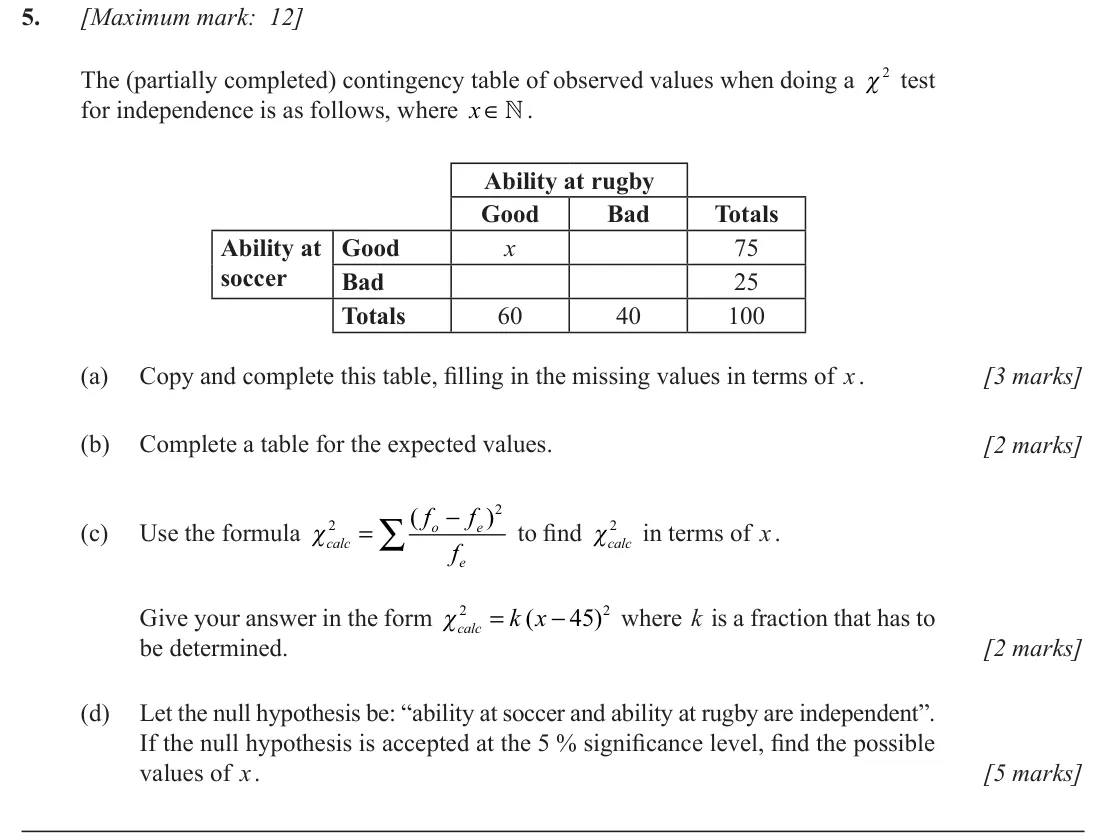 5. [Maximum mark: 12]
The (partially completed) contingency table of observed values when doing a χ² test
for independence is as follows, where x ∈ ℕ.
Ability at rugby
Good Bad Totals
Ability at soccer Good x 75
Bad 25
Totals 60 40 100
(a) Copy and complete this table, filling in the missing values in terms of x. [3 marks]
(b) Complete a table for the expected values. [2 marks]
(c) Use the formula χ²_calc = ∑ (f_o − f_e)² / f_e to find χ²_calc in terms of x.
Give your answer in the form χ²_calc = k(x − 45)² where k is a fraction that has to
be determined. [2 marks]
(d) Let the null hypothesis be: “ability at soccer and ability at rugby are independent”.
If the null hypothesis is accepted at the 5 % significance level, find the possible
values of x. [5 marks]